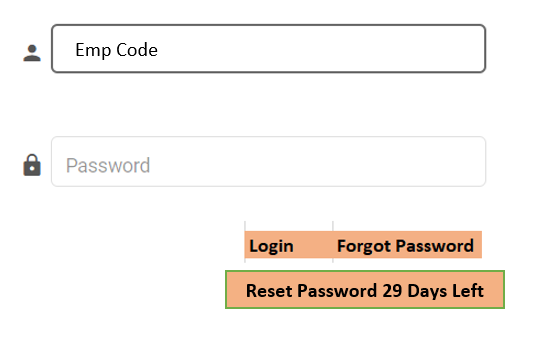 Emp Code
Password
Login Forgot Password
Reset Password 29 Days Left